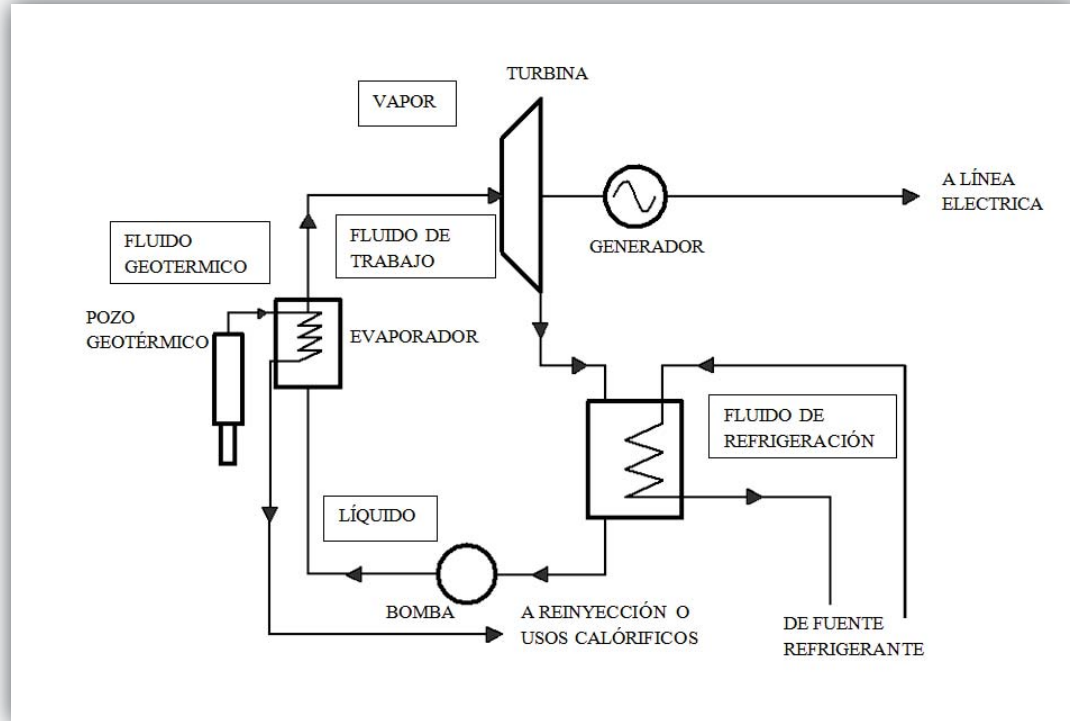 TURBINA
VAPOR
A LÍNEA
ELECTRICA
FLUIDO
GEOTERMICO
FLUIDO DE
TRABAJO
GENERADOR
POZO
GEOTÉRMICO
EVAPORADOR
FLUIDO DE
REFRIGERACIÓN
LÍQUIDO
BOMBA
A REINYECCIÓN O
USOS CALÓRIFICOS
DE FUENTE
REFRIGERANTE